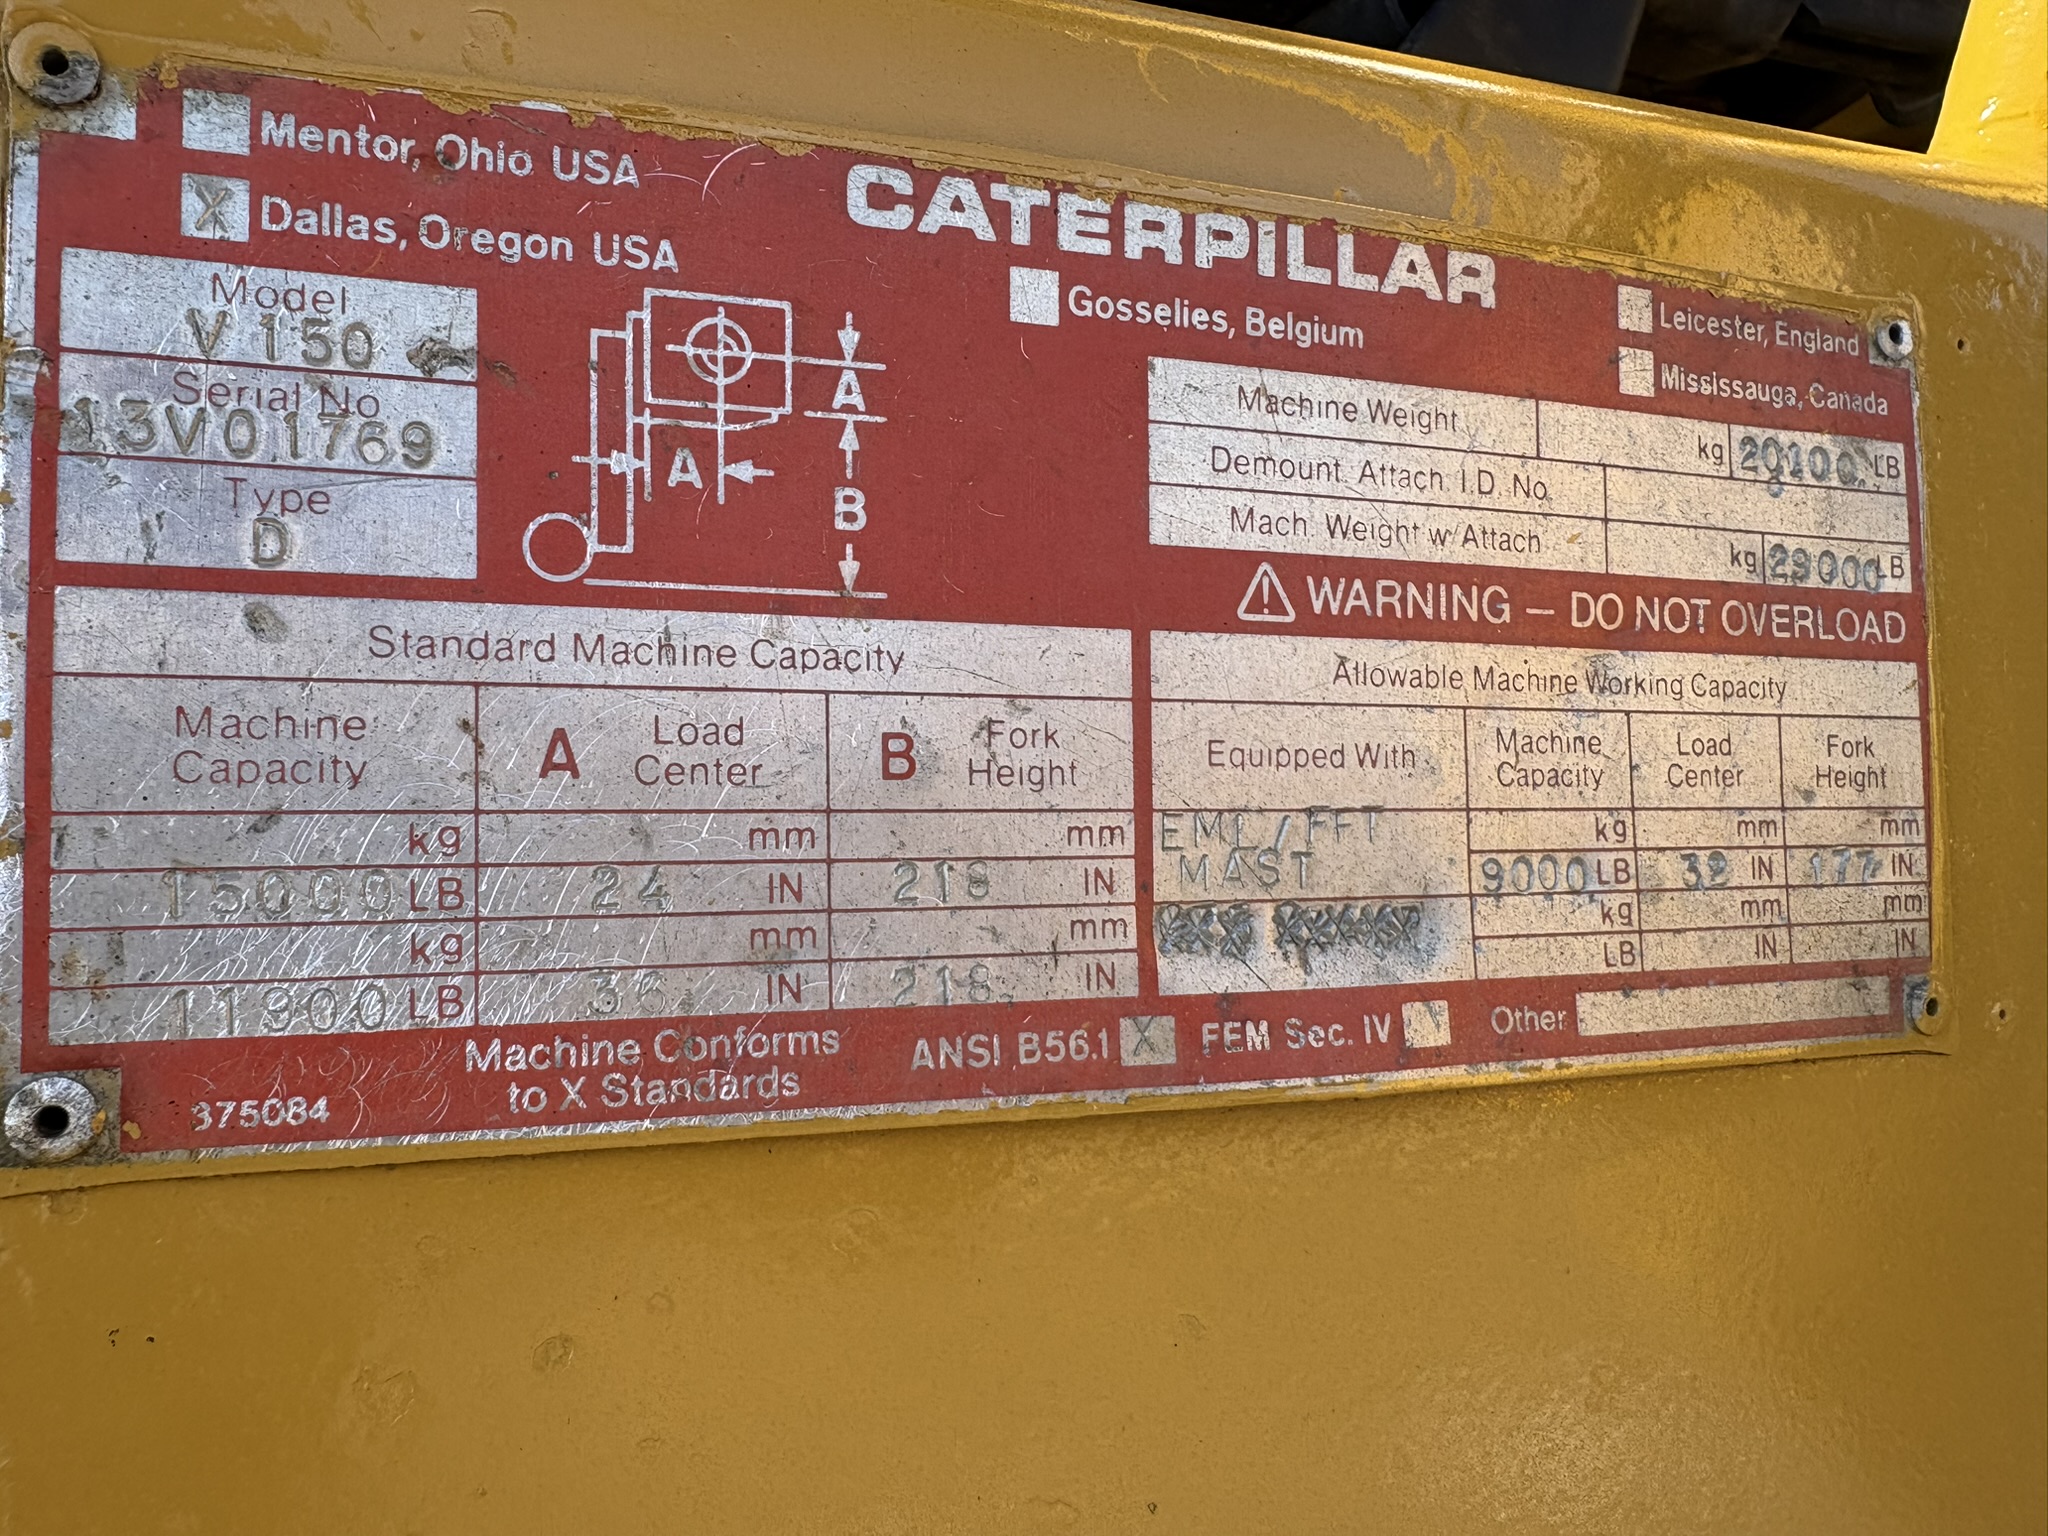 Mentor, Ohio USA
X Dallas, Oregon USA
CATERPILLAR
Gosselies, Belgium
Leicester, England
Mississauga, Canada
Model
V 150
Serial No
13V01769
Type
D
A
A
B
Machine Weight kg 20100 LB
Demount. Attach. I.D. No.
Mach. Weight w/Attach kg 29000 LB
⚠ WARNING – DO NOT OVERLOAD
Standard Machine Capacity
Machine Capacity
A Load Center
B Fork Height
kg mm mm
15000 LB 24 IN 218 IN
kg mm mm
11900 LB 36 IN 218 IN
Allowable Machine Working Capacity
Equipped With
Machine Capacity
Load Center
Fork Height
EML/FFT kg mm mm
MAST 9000 LB IN 177 IN
kg mm mm
LB IN IN
Machine Conforms
to X Standards
ANSI B56.1 X FEM Sec. IV Other
375084